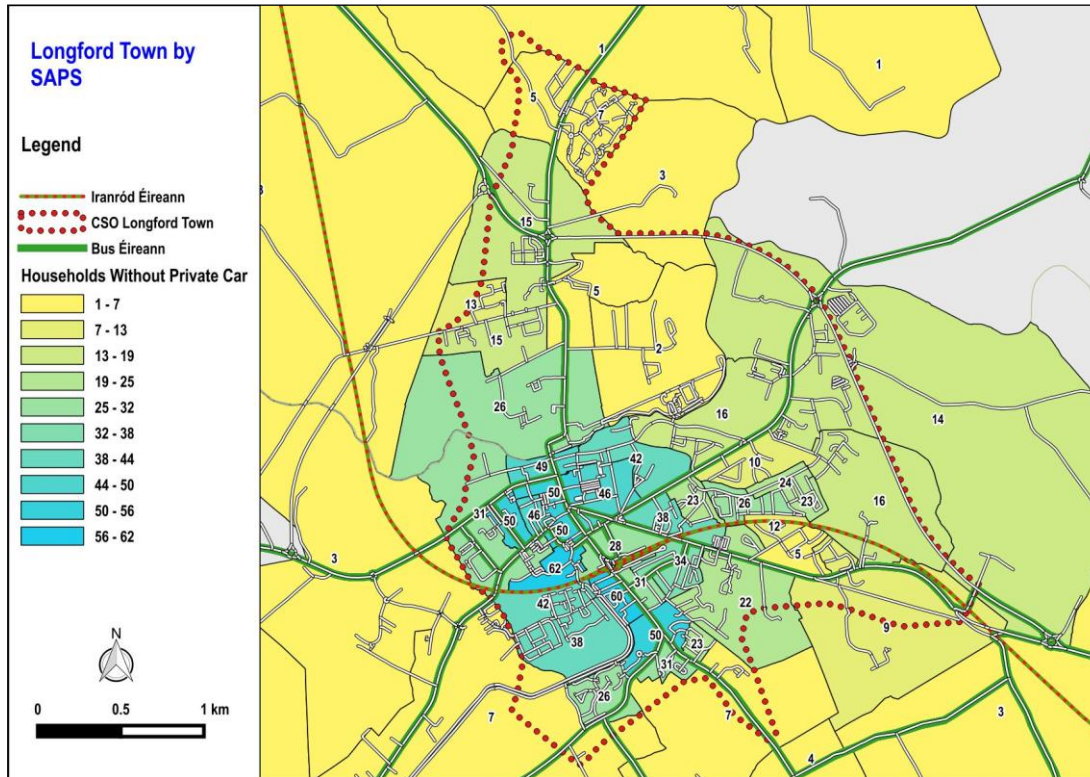 Longford Town by
SAPS
Legend
Iranród Éireann
CSO Longford Town
Bus Éireann
Households Without Private Car
1 - 7
7 - 13
13 - 19
19 - 25
25 - 32
32 - 38
38 - 44
44 - 50
50 - 56
56 - 62
N
0 0.5 1 km
1
1
5
7
3
15
13
5
15
2
26
16
14
42
49
10
46
50
24
23
26
23
16
31
50
46
38
50
12
28
5
3
62
34
31
60
42
22
9
38
50
23
31
26
7
7
3
4